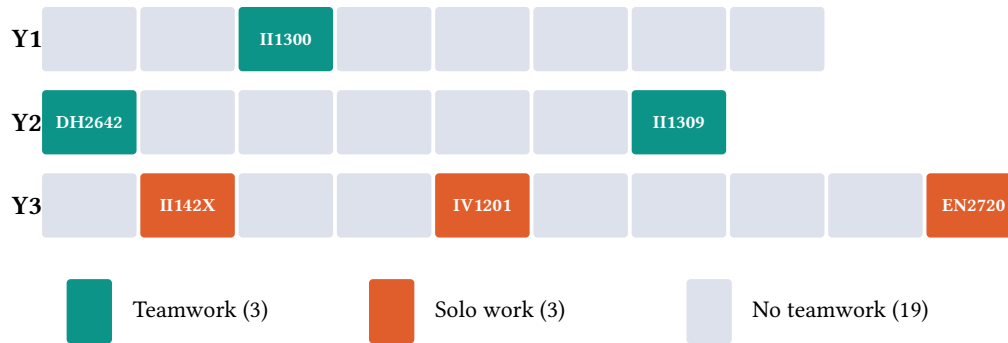 Y1 II1300
Y2 DH2642 II1309
Y3 II142X IV1201 EN2720
Teamwork (3) Solo work (3) No teamwork (19)